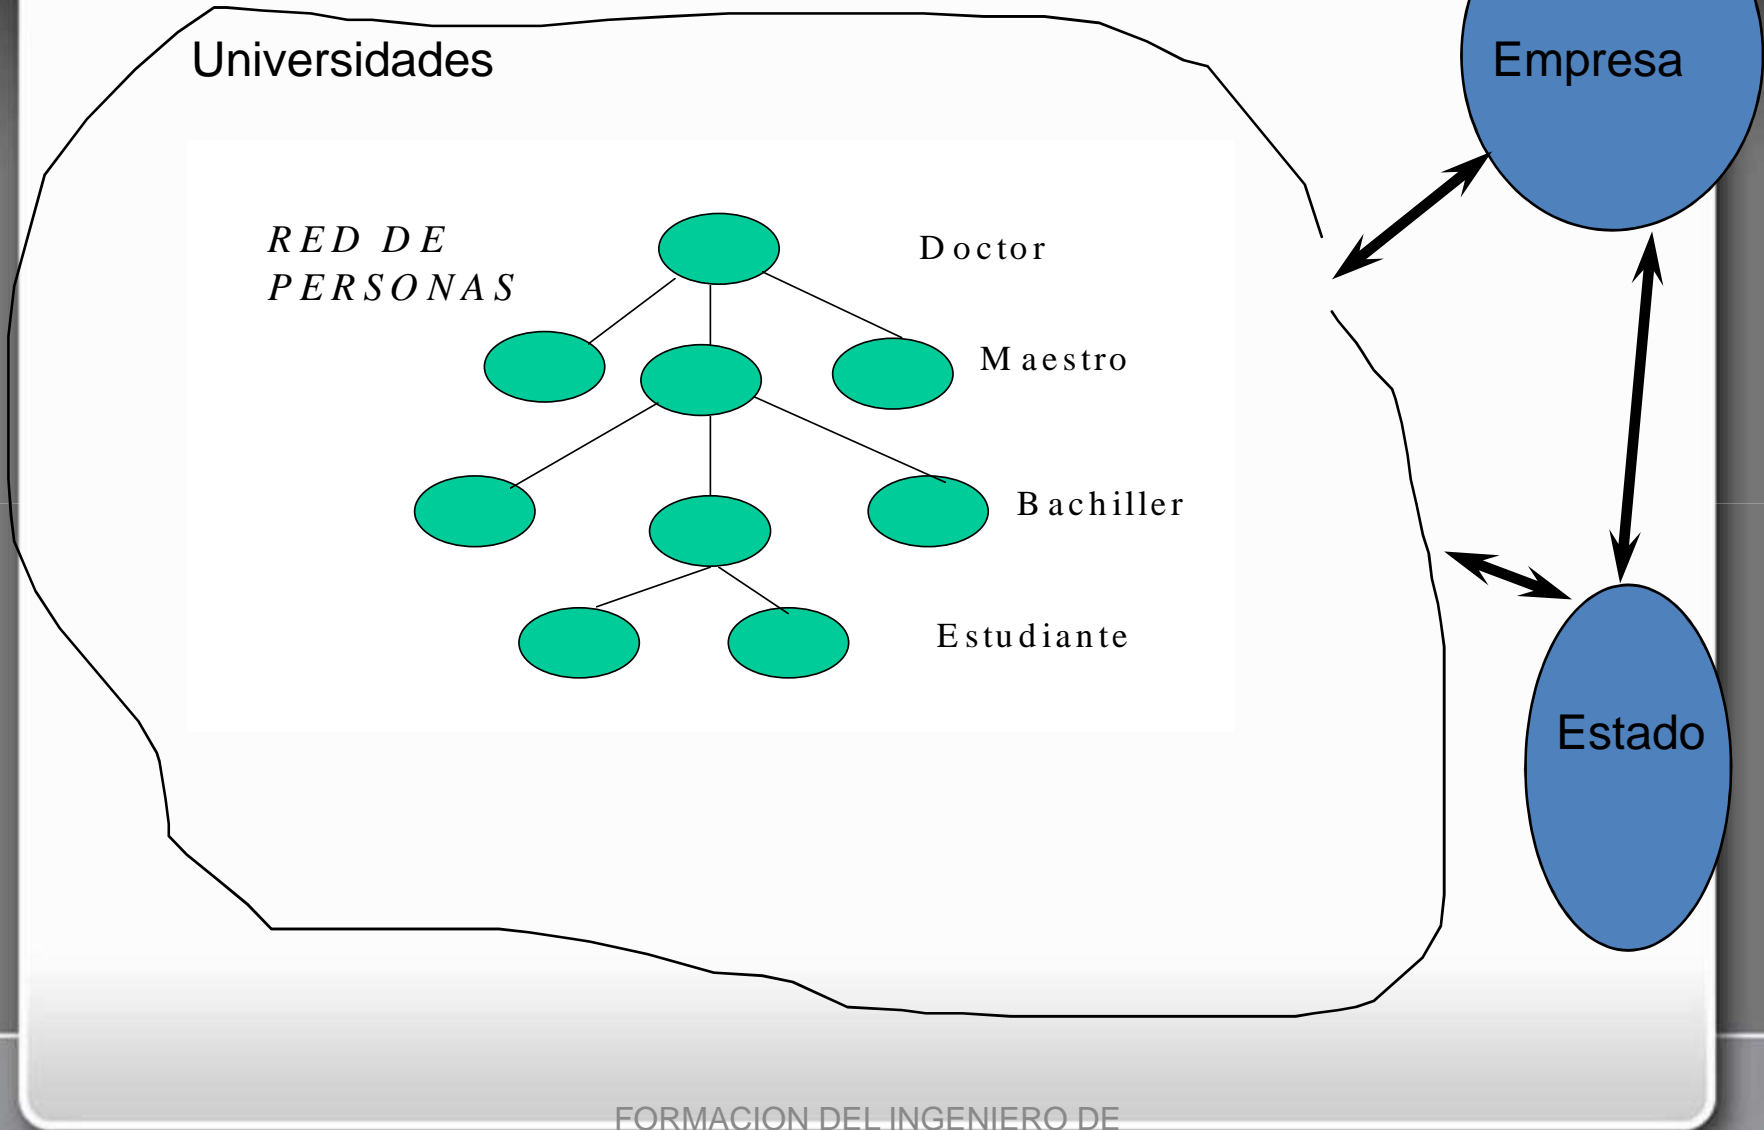 Universidades
Empresa
RED DE
PERSONAS
Doctor
Maestro
Bachiller
Estudiante
Estado
FORMACION DEL INGENIERO DE